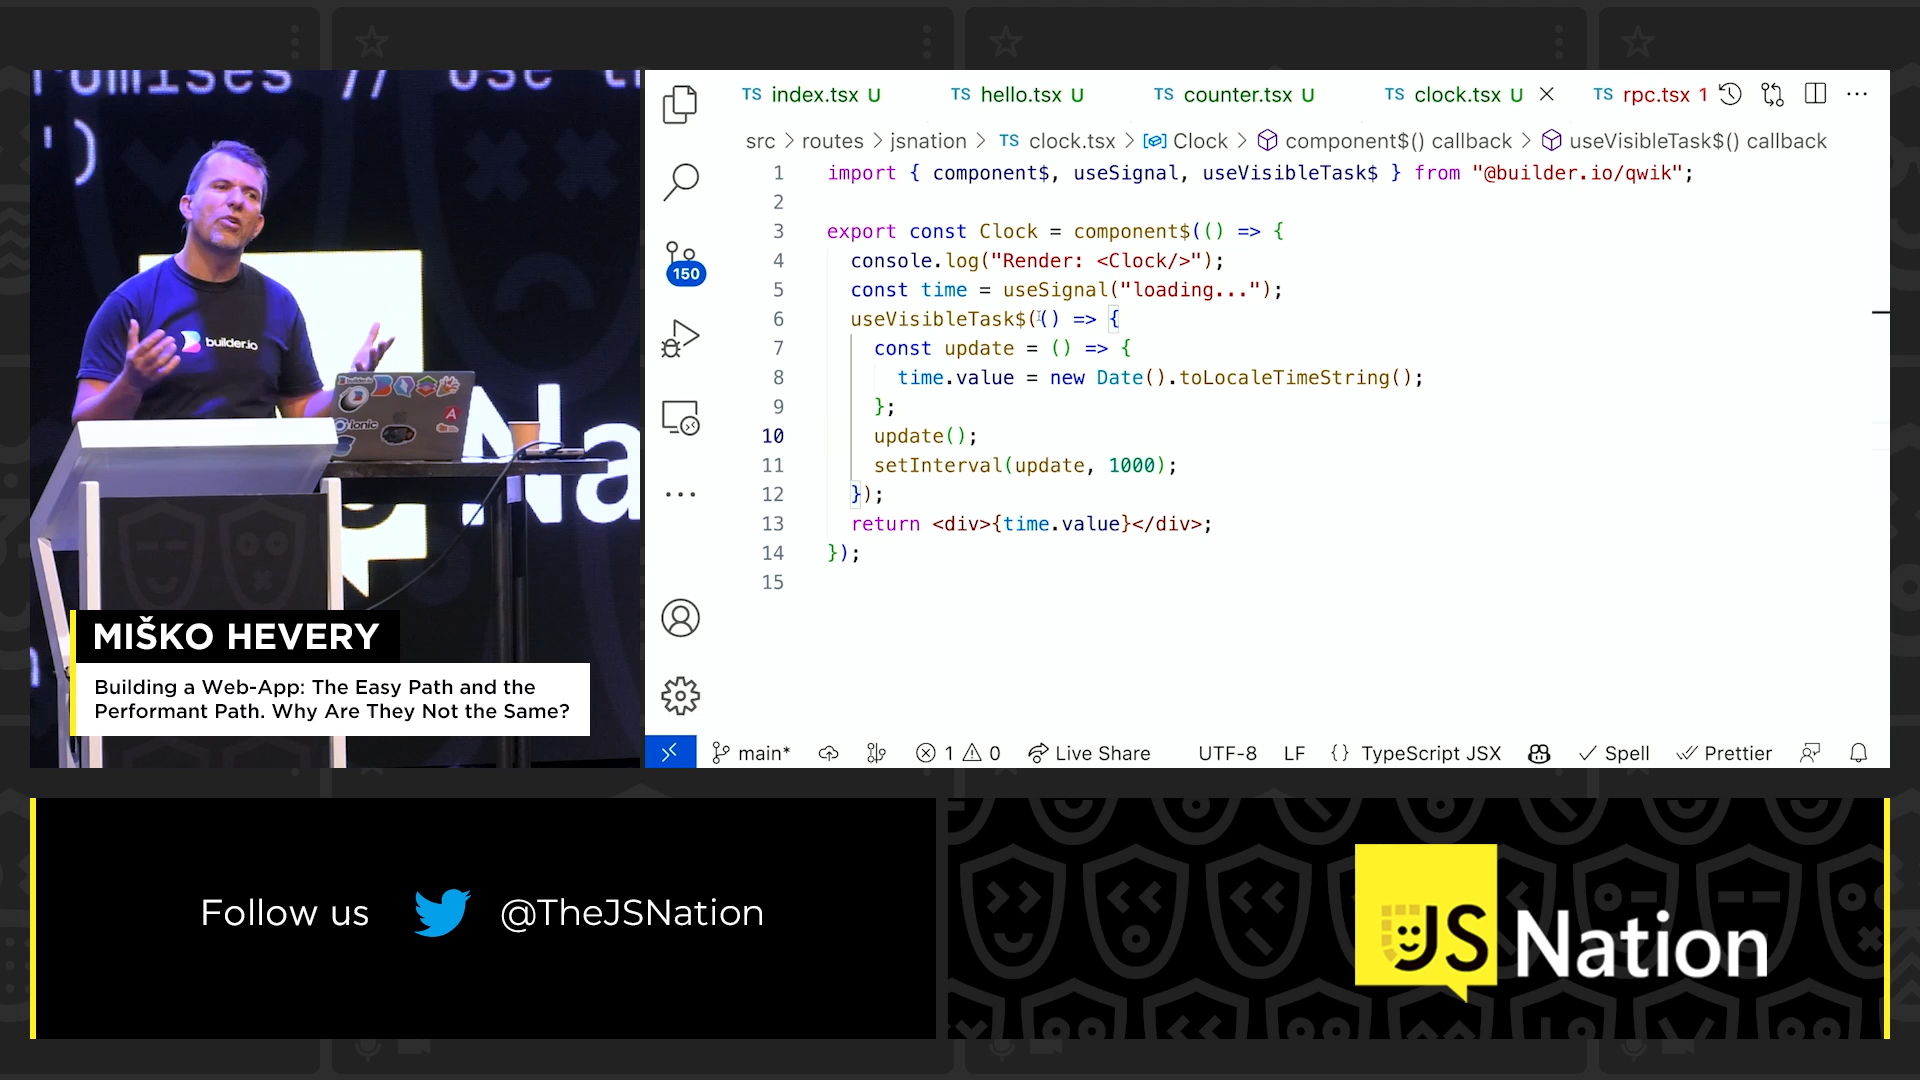 romises // use t
')
builder.io
ionic
Na
MIŠKO HEVERY
Building a Web-App: The Easy Path and the
Performant Path. Why Are They Not the Same?
TS index.tsx U TS hello.tsx U TS counter.tsx U TS clock.tsx U TS rpc.tsx 1
src > routes > jsnation > TS clock.tsx > Clock > component$() callback > useVisibleTask$() callback
1 import { component$, useSignal, useVisibleTask$ } from "@builder.io/qwik";
2
3 export const Clock = component$(() => {
4 console.log("Render: <Clock/>");
5 const time = useSignal("loading...");
6 useVisibleTask$(() => {
7 const update = () => {
8 time.value = new Date().toLocaleTimeString();
9 };
10 update();
11 setInterval(update, 1000);
12 });
13 return <div>{time.value}</div>;
14 });
15
150
main* 1 0 Live Share UTF-8 LF {} TypeScript JSX Spell Prettier
Follow us @TheJSNation
JS Nation